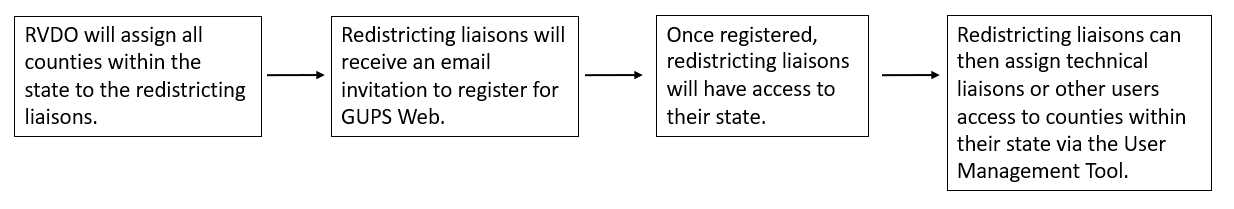 RVDO will assign all
counties within the
state to the redistricting
liaisons.
Redistricting liaisons will
receive an email
invitation to register for
GUPS Web.
Once registered,
redistricting liaisons
will have access to
their state.
Redistricting liaisons can
then assign technical
liaisons or other users
access to counties within
their state via the User
Management Tool.